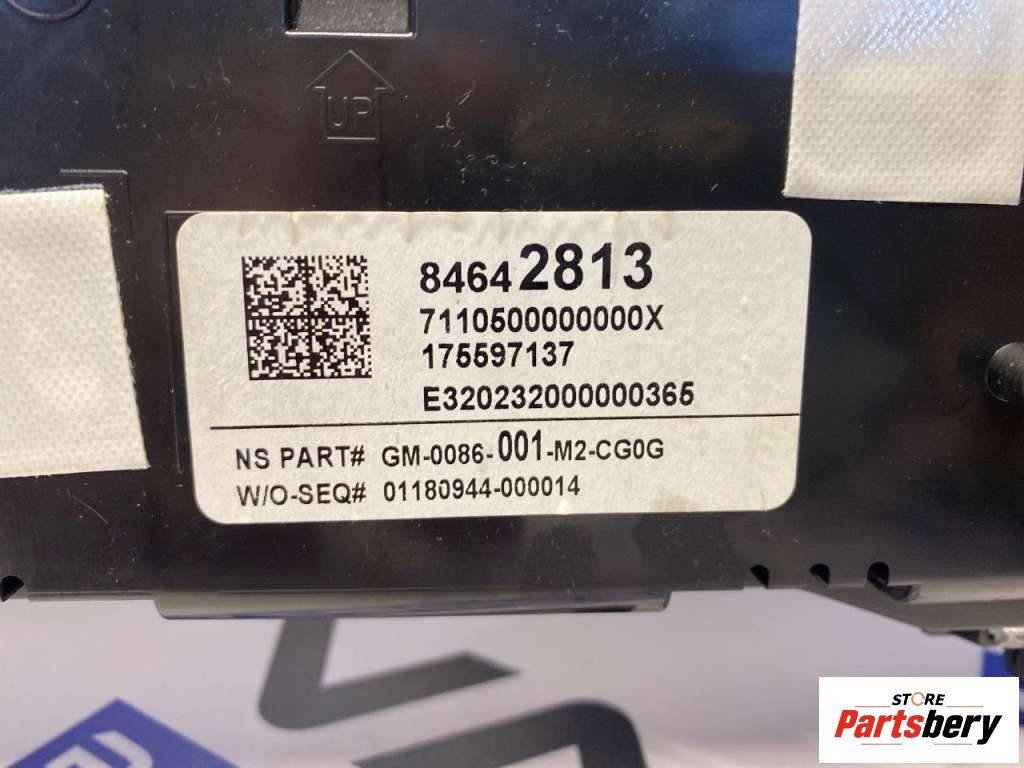 UP
84642813
7110500000000X
175597137
E320232000000365
NS PART# GM-0086-001-M2-CG0G
W/O-SEQ# 01180944-000014
STORE
Partsbery